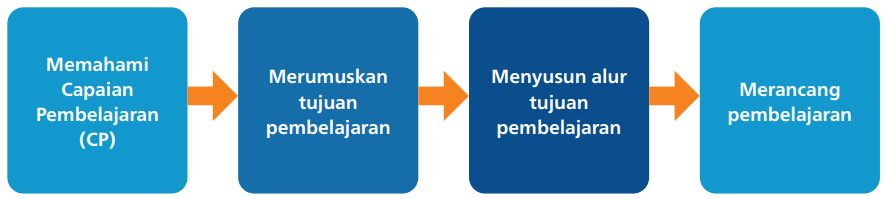 Memahami
Capaian
Pembelajaran
(CP)
Merumuskan
tujuan
pembelajaran
Menyusun alur
tujuan
pembelajaran
Merancang
pembelajaran